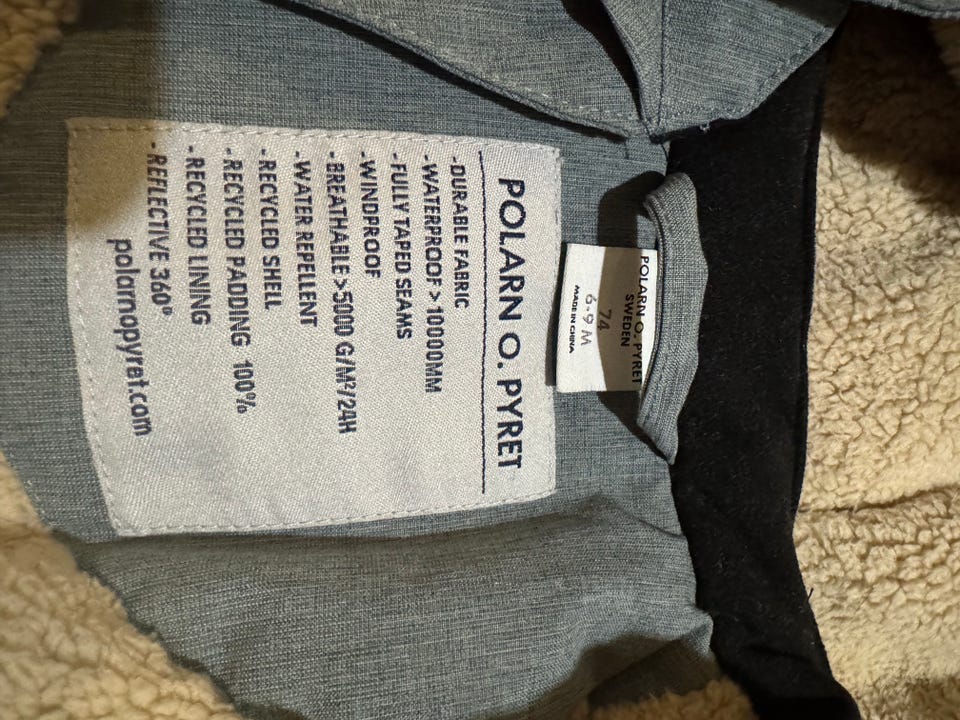 POLARN O. PYRET
-DURABLE FABRIC
-WATERPROOF >10000MM
-FULLY TAPED SEAMS
-WINDPROOF
-BREATHABLE >5000 G/M²/24H
-WATER REPELLENT
-RECYCLED SHELL
-RECYCLED PADDING 100%
-RECYCLED LINING
-REFLECTIVE 360°
polarnopyret.com
POLARN O. PYRET
SWEDEN
74
6-9 M
MADE IN CHINA